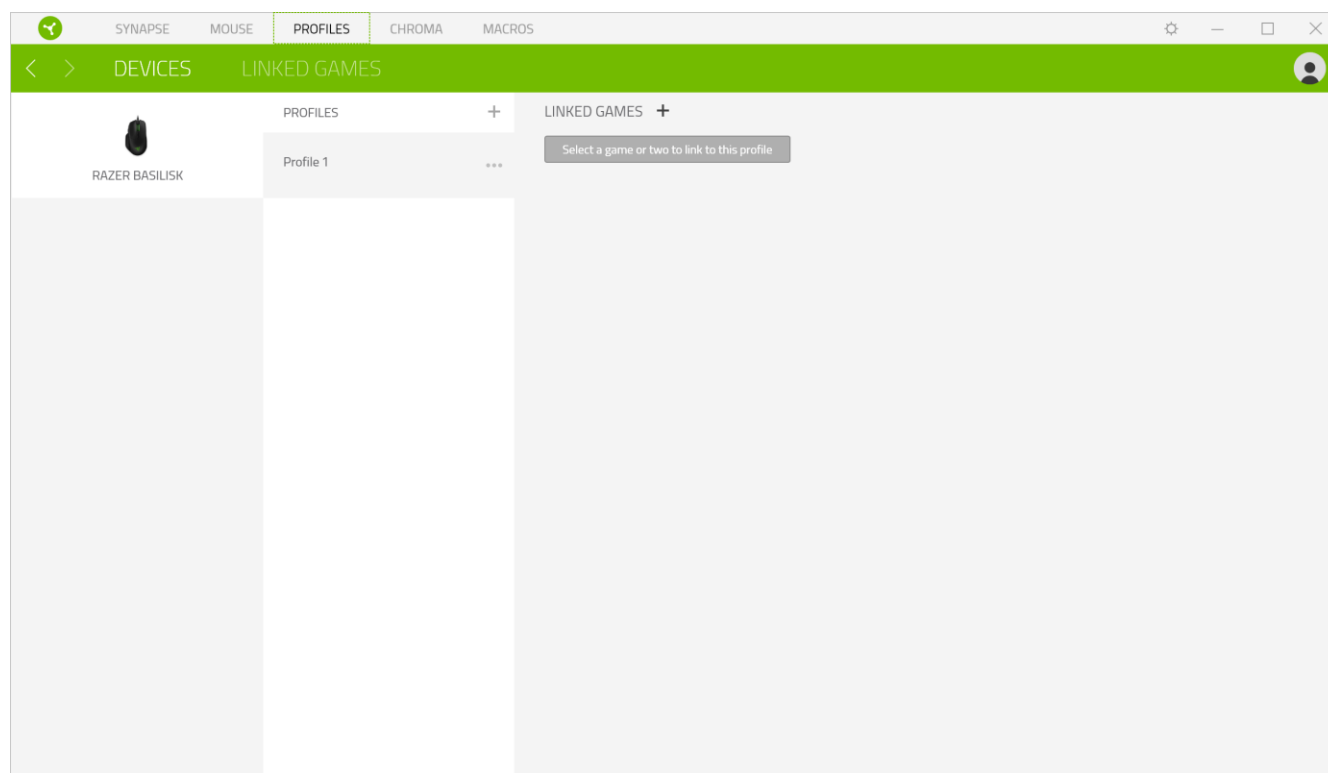 SYNAPSE MOUSE PROFILES CHROMA MACROS
DEVICES LINKED GAMES
RAZER BASILISK
PROFILES
Profile 1
LINKED GAMES
Select a game or two to link to this profile